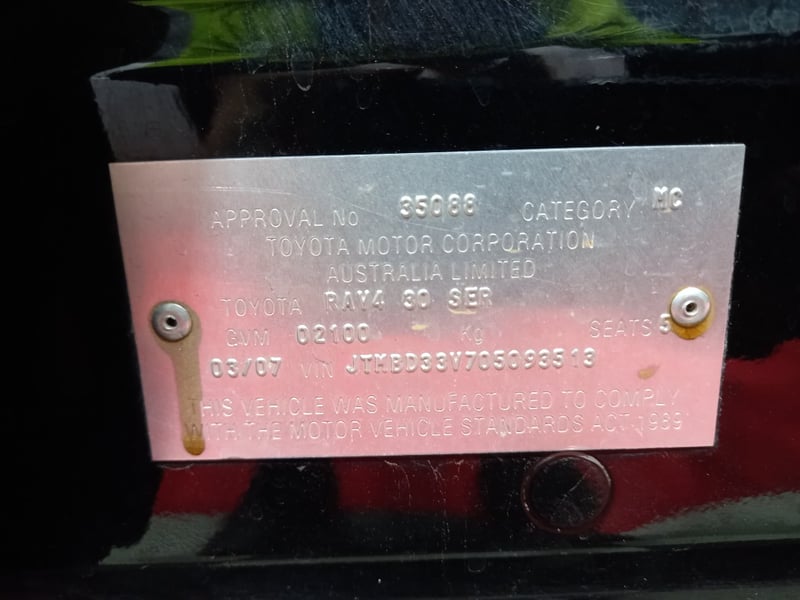 APPROVAL No 35088 CATEGORY MC
TOYOTA MOTOR CORPORATION
AUSTRALIA LIMITED
TOYOTA RAV4 30 SER
GVM 02100 Kg SEATS 5
03/07 VIN JTMBD33V705093513
THIS VEHICLE WAS MANUFACTURED TO COMPLY
WITH THE MOTOR VEHICLE STANDARDS ACT 1989